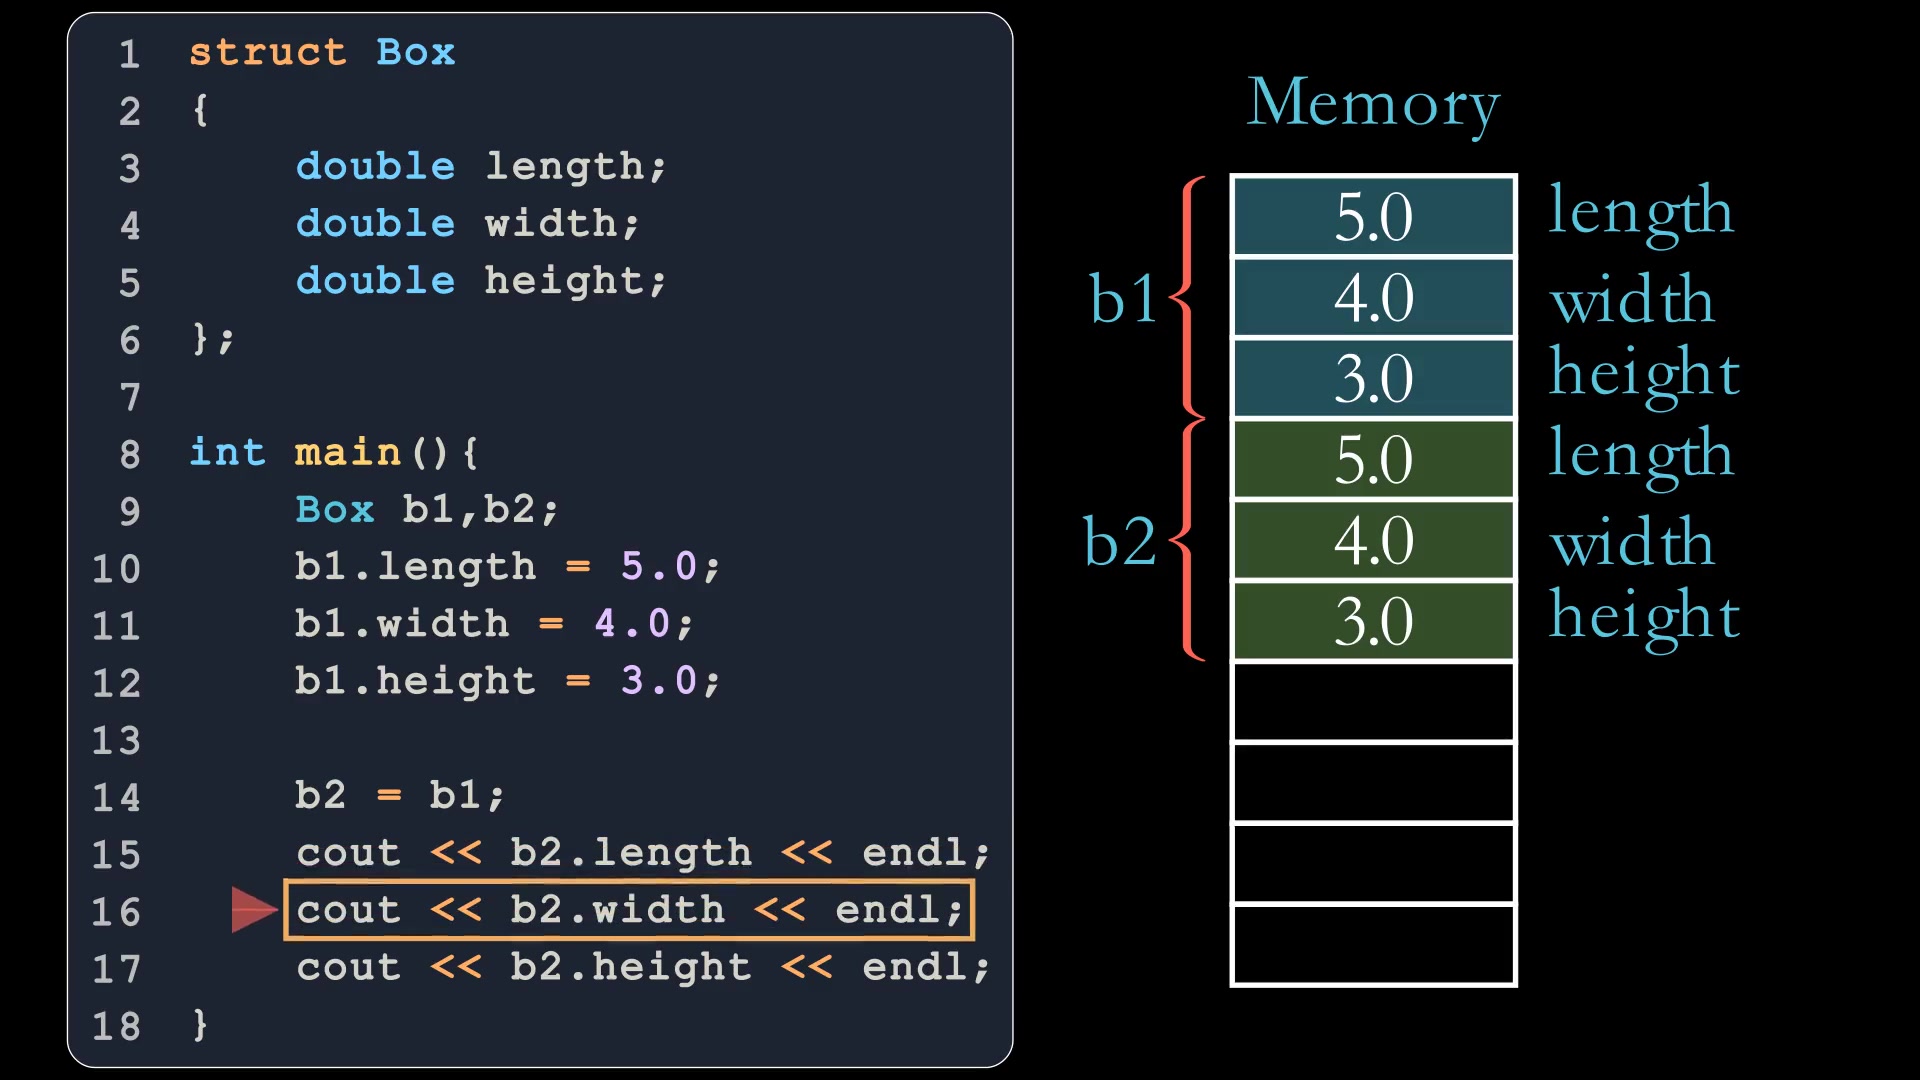 1 struct Box
2 {
3 double length;
4 double width;
5 double height;
6 };
7
8 int main(){
9 Box b1,b2;
10 b1.length = 5.0;
11 b1.width = 4.0;
12 b1.height = 3.0;
13
14 b2 = b1;
15 cout << b2.length << endl;
16 cout << b2.width << endl;
17 cout << b2.height << endl;
18 }
Memory
b1
5.0 length
4.0 width
3.0 height
b2
5.0 length
4.0 width
3.0 height